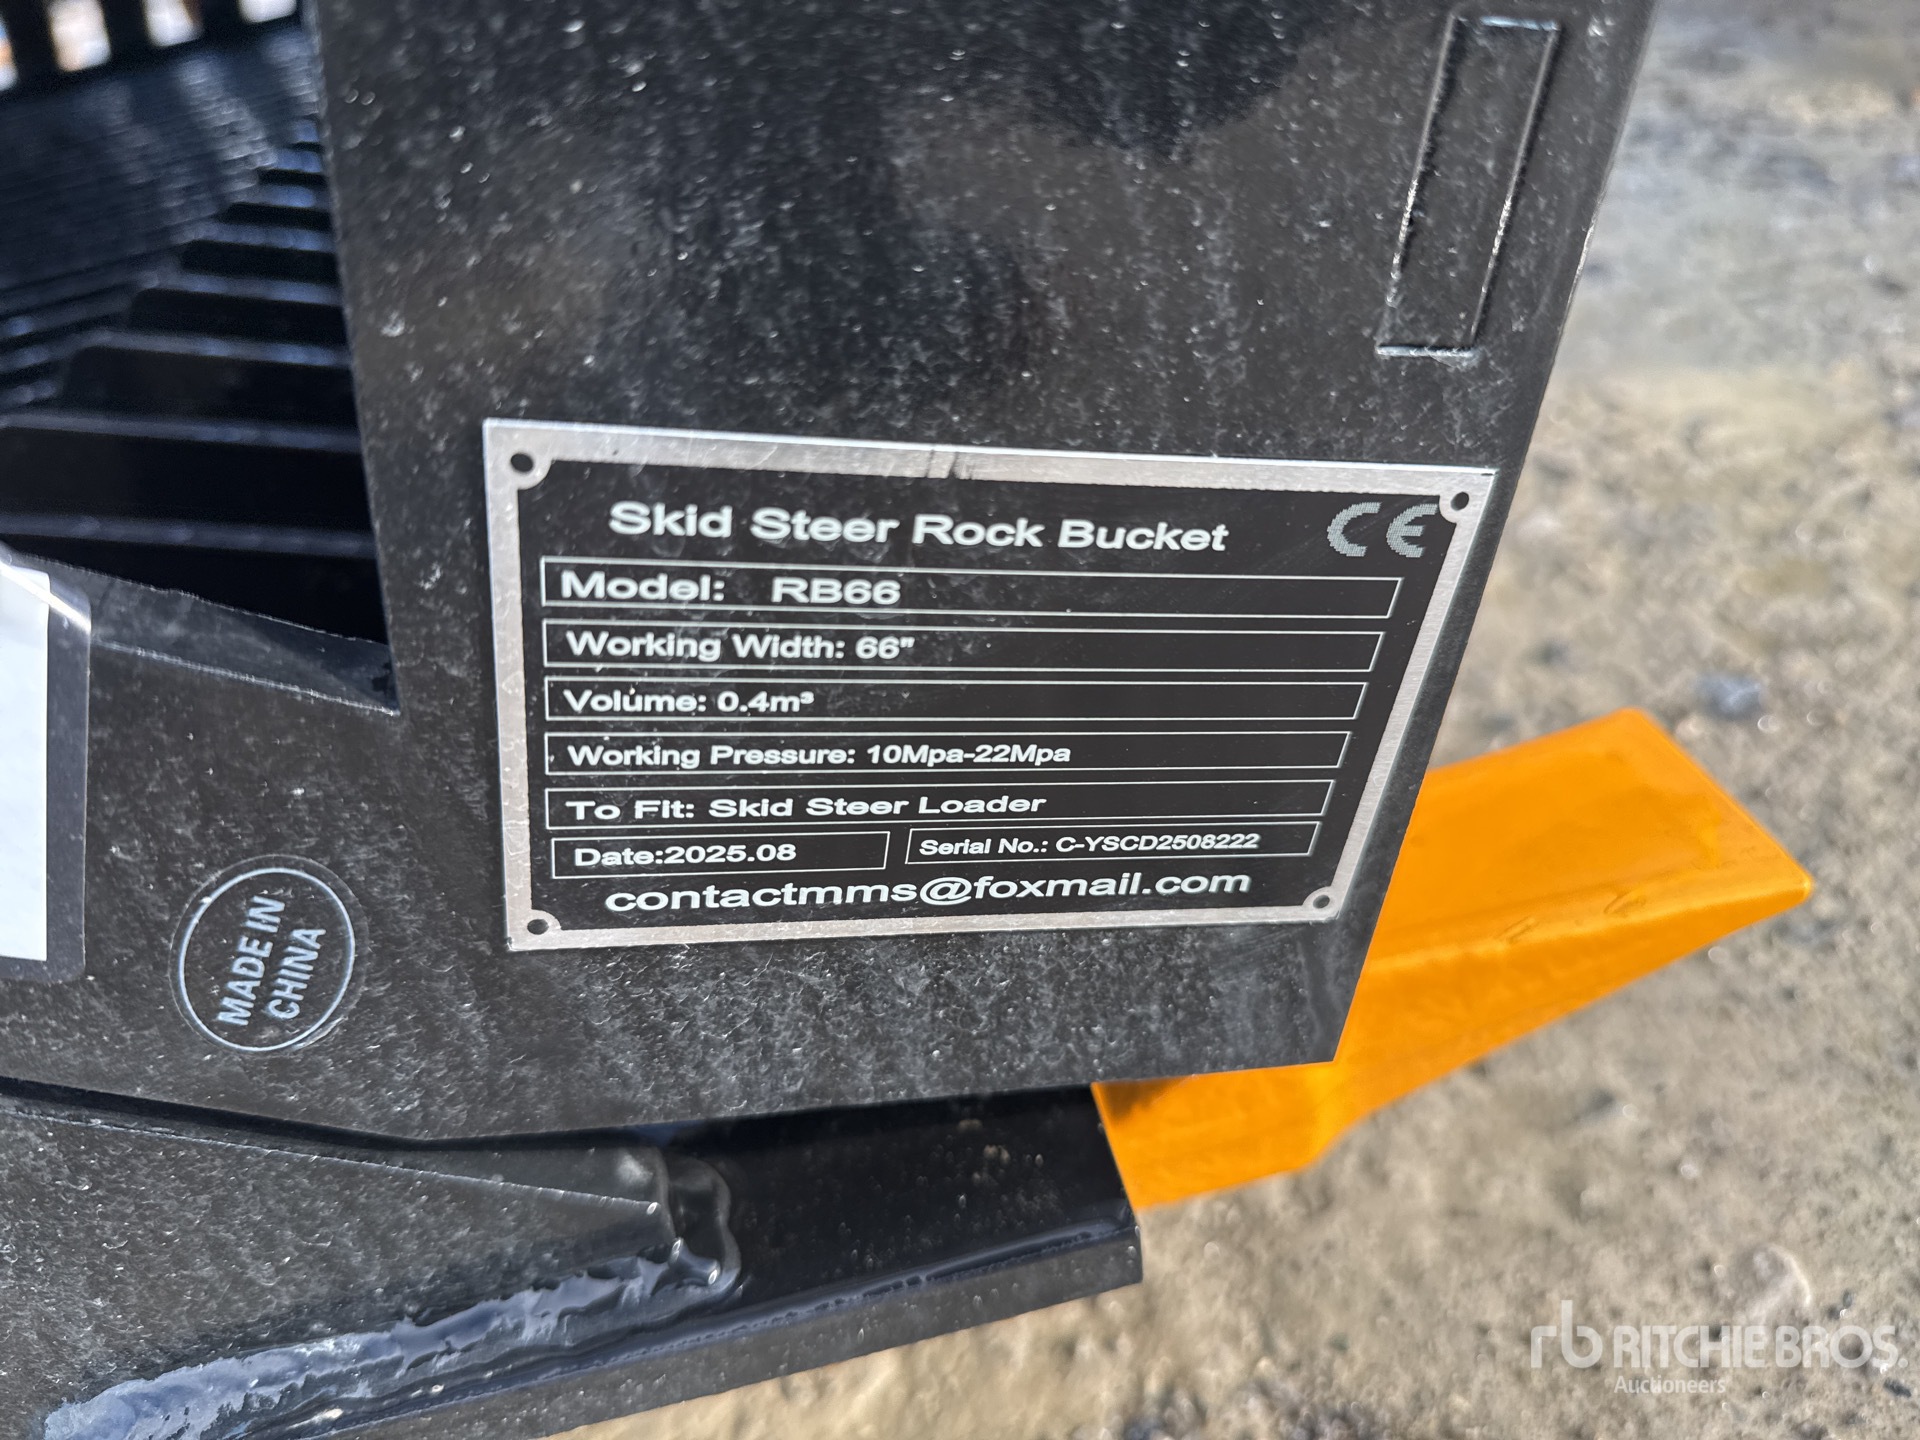 Skid Steer Rock Bucket CE
Model: RB66
Working Width: 66"
Volume: 0.4m³
Working Pressure: 10Mpa-22Mpa
To Fit: Skid Steer Loader
Date:2025.08 Serial No.: C-YSCD2508222
contactmms@foxmail.com
MADE IN
CHINA
rb RITCHIE BROS.
Auctioneers